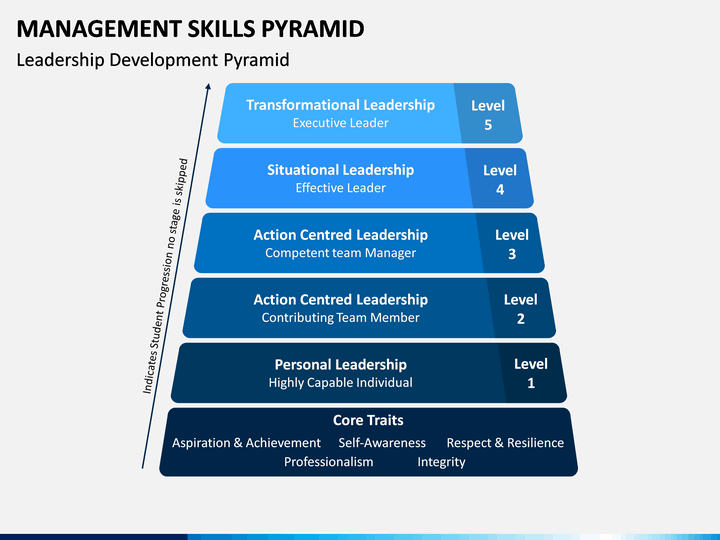 MANAGEMENT SKILLS PYRAMID
Leadership Development Pyramid
Indicates Student Progression no stage is skipped
Transformational Leadership
Executive Leader
Level
5
Situational Leadership
Effective Leader
Level
4
Action Centred Leadership
Competent team Manager
Level
3
Action Centred Leadership
Contributing Team Member
Level
2
Personal Leadership
Highly Capable Individual
Level
1
Core Traits
Aspiration & Achievement Self-Awareness Respect & Resilience
Professionalism Integrity